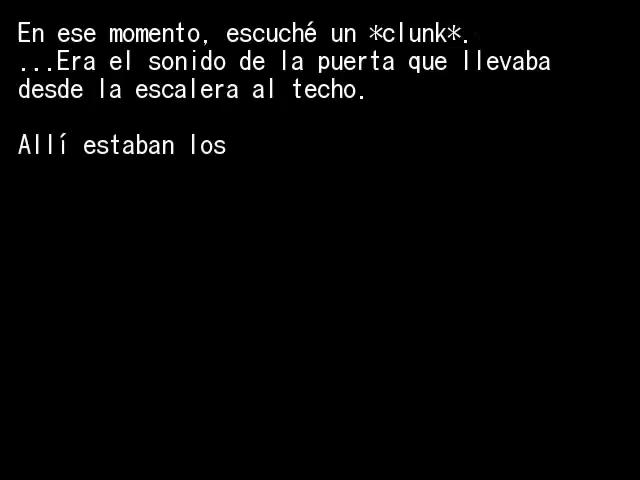 En ese momento, escuché un *clunk*.
...Era el sonido de la puerta que llevaba
desde la escalera al techo.
Allí estaban los